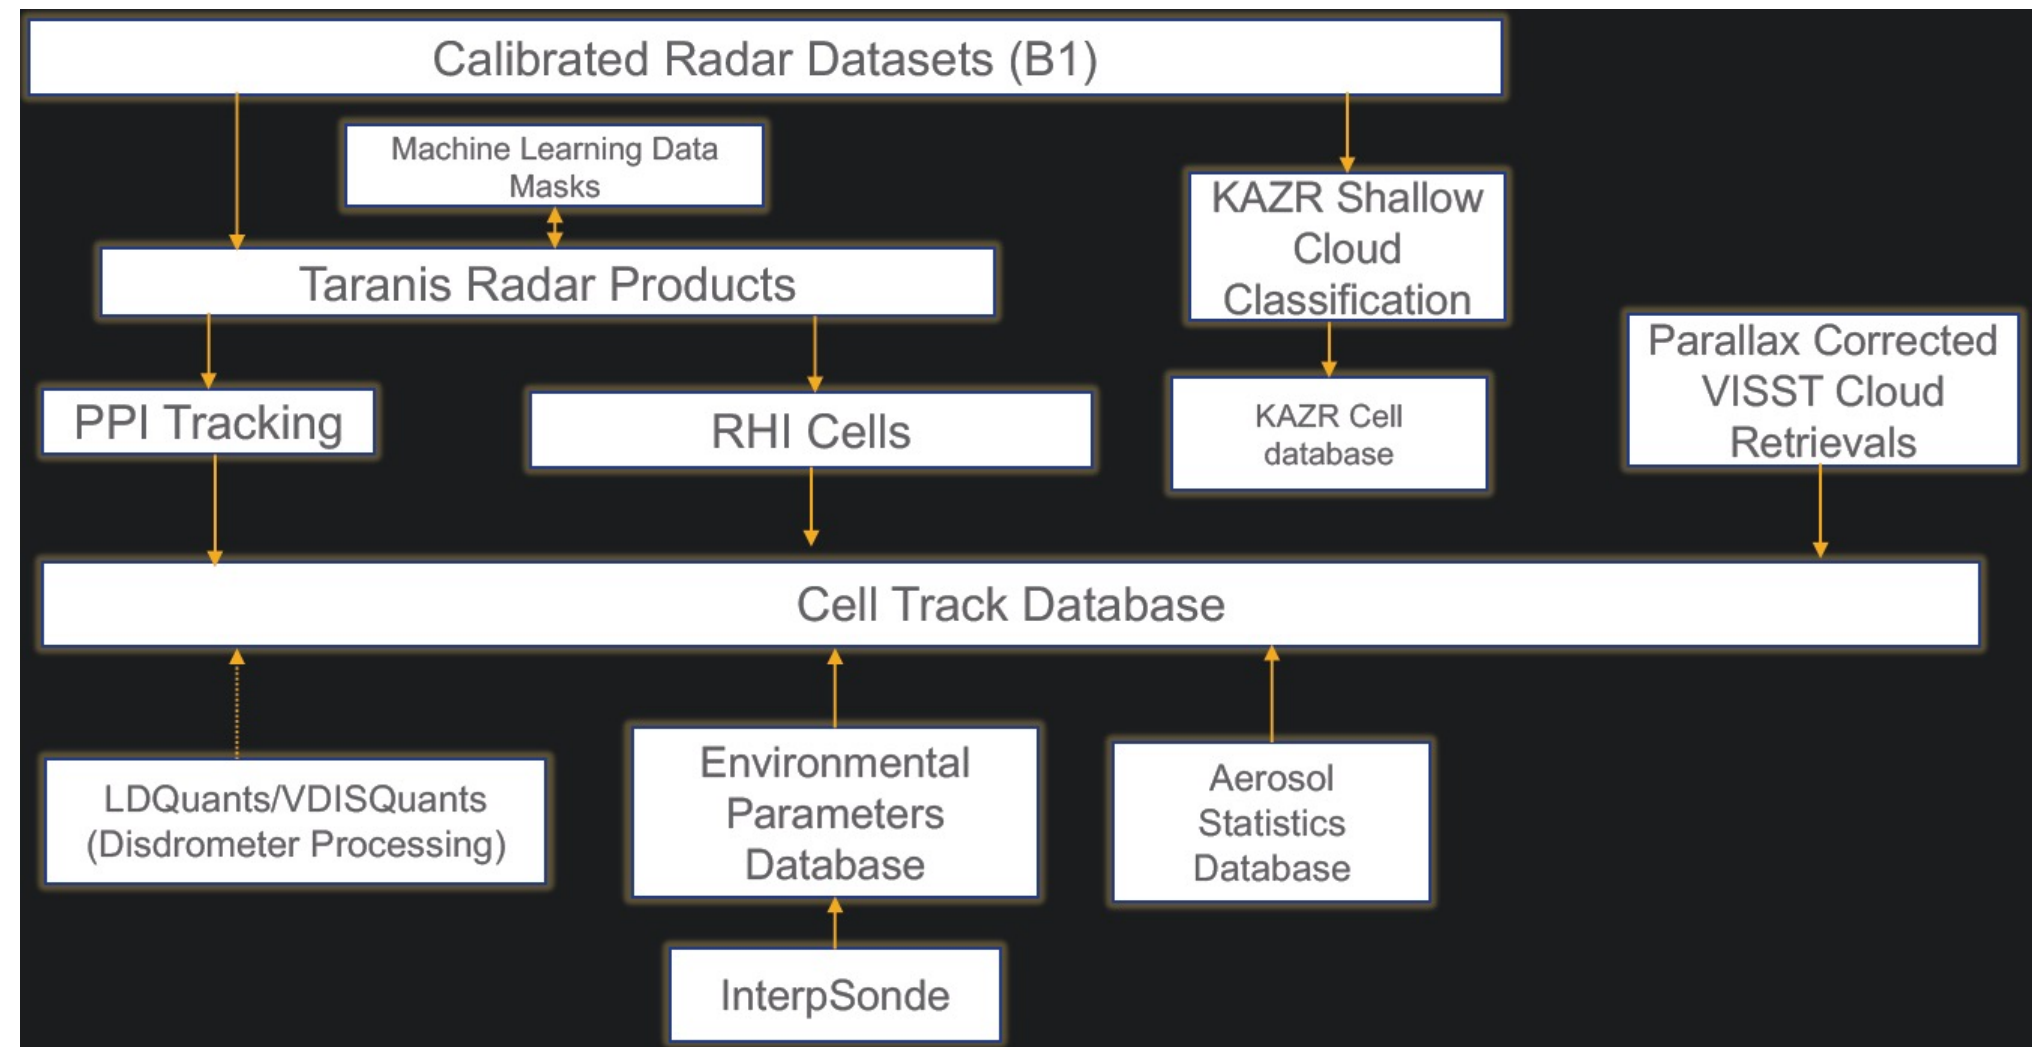 Calibrated Radar Datasets (B1)
Machine Learning Data
Masks
KAZR Shallow
Cloud
Classification
Taranis Radar Products
Parallax Corrected
VISST Cloud
Retrievals
PPI Tracking
RHI Cells
KAZR Cell
database
Cell Track Database
LDQuants/VDISQuants
(Disdrometer Processing)
Environmental
Parameters
Database
Aerosol
Statistics
Database
InterpSonde